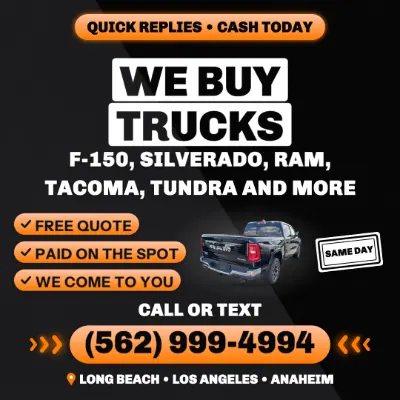 QUICK REPLIES • CASH TODAY
WE BUY
TRUCKS
F-150, SILVERADO, RAM,
TACOMA, TUNDRA AND MORE
FREE QUOTE
PAID ON THE SPOT
WE COME TO YOU
RAM
SAME DAY
CALL OR TEXT
(562) 999-4994
LONG BEACH • LOS ANGELES • ANAHEIM